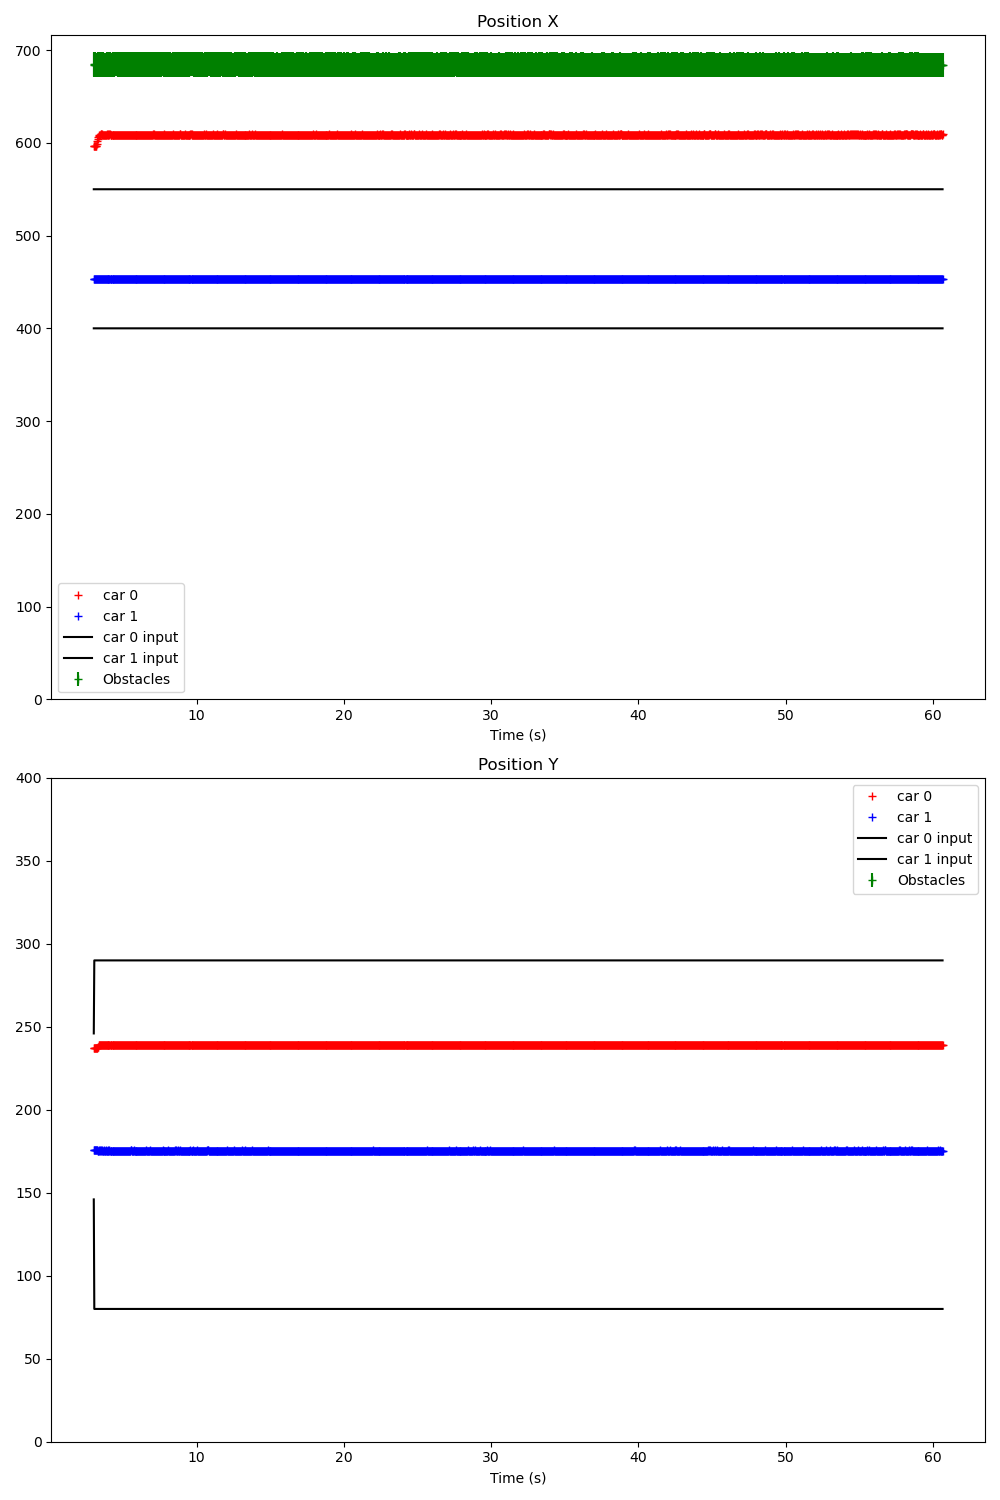 Position X
700
600
500
400
300
200
100
0
car 0
car 1
car 0 input
car 1 input
Obstacles
10 20 30 40 50 60
Time (s)
Position Y
400
350
300
250
200
150
100
50
0
car 0
car 1
car 0 input
car 1 input
Obstacles
10 20 30 40 50 60
Time (s)